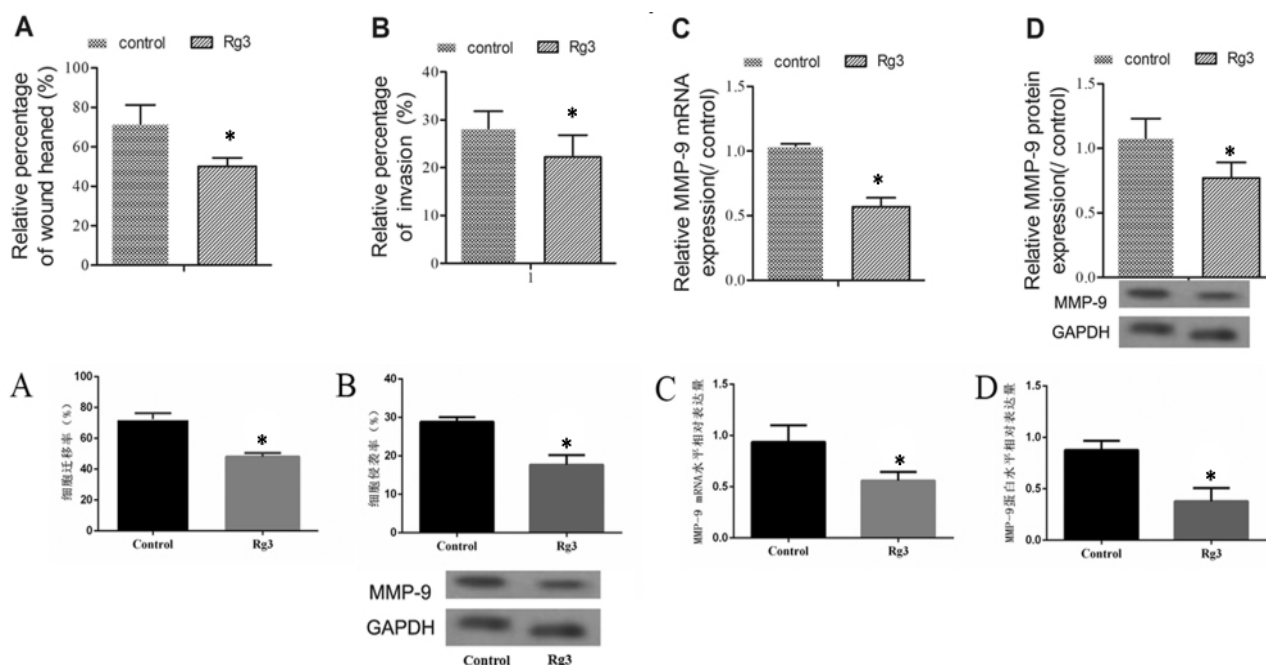 A
control
Rg3
Relative percentage
of wound heaned (%)
100
80
60
40
20
0
*
B
control
Rg3
Relative percentage
of invasion (%)
40
30
20
10
0
*
C
control
Rg3
Relative MMP-9 mRNA
expression(/ control)
1.5
1.0
0.5
0.0
*
D
control
Rg3
Relative MMP-9 protein
expression(/ control)
1.5
1.0
0.5
0.0
*
MMP-9
GAPDH
A
细胞迁移率（%）
100
80
60
40
20
0
*
Control
Rg3
B
细胞侵袭率（%）
40
30
20
10
0
*
Control
Rg3
MMP-9
GAPDH
Control
Rg3
C
MMP-9 mRNA水平相对表达量
1.5
1.0
0.5
0.0
*
Control
Rg3
D
MMP-9蛋白水平相对表达量
1.5
1.0
0.5
0.0
*
Control
Rg3